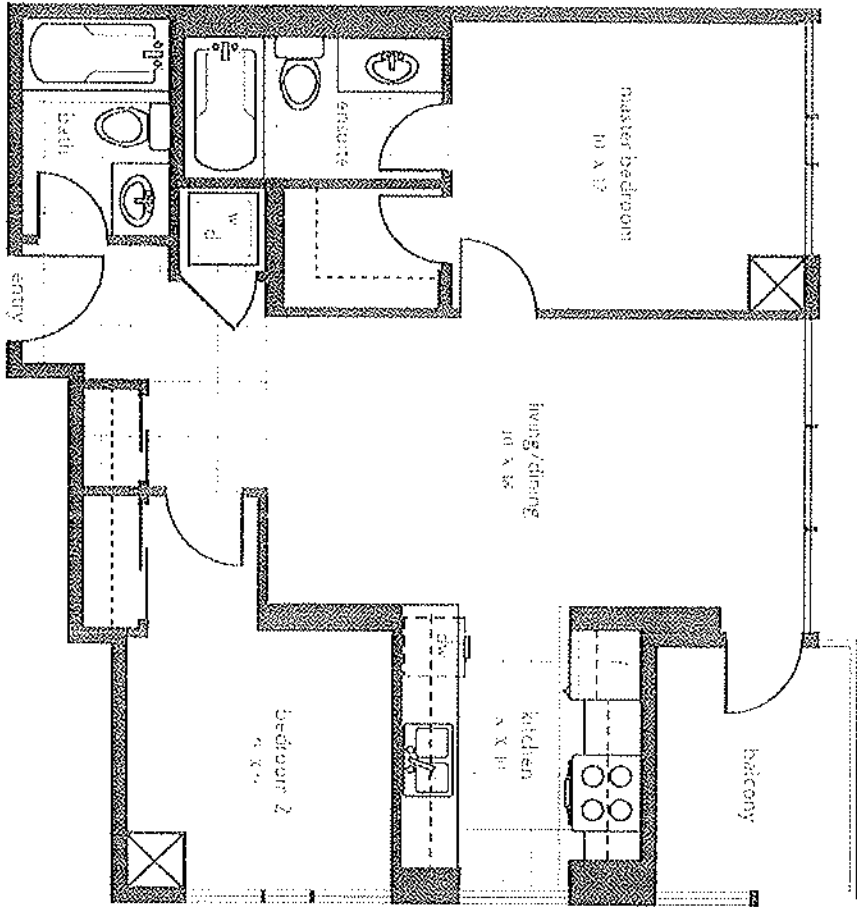 master bedroom
ensuite
bath
w
d
entry
living/dining
kitchen
dw
f
bedroom 2
balcony